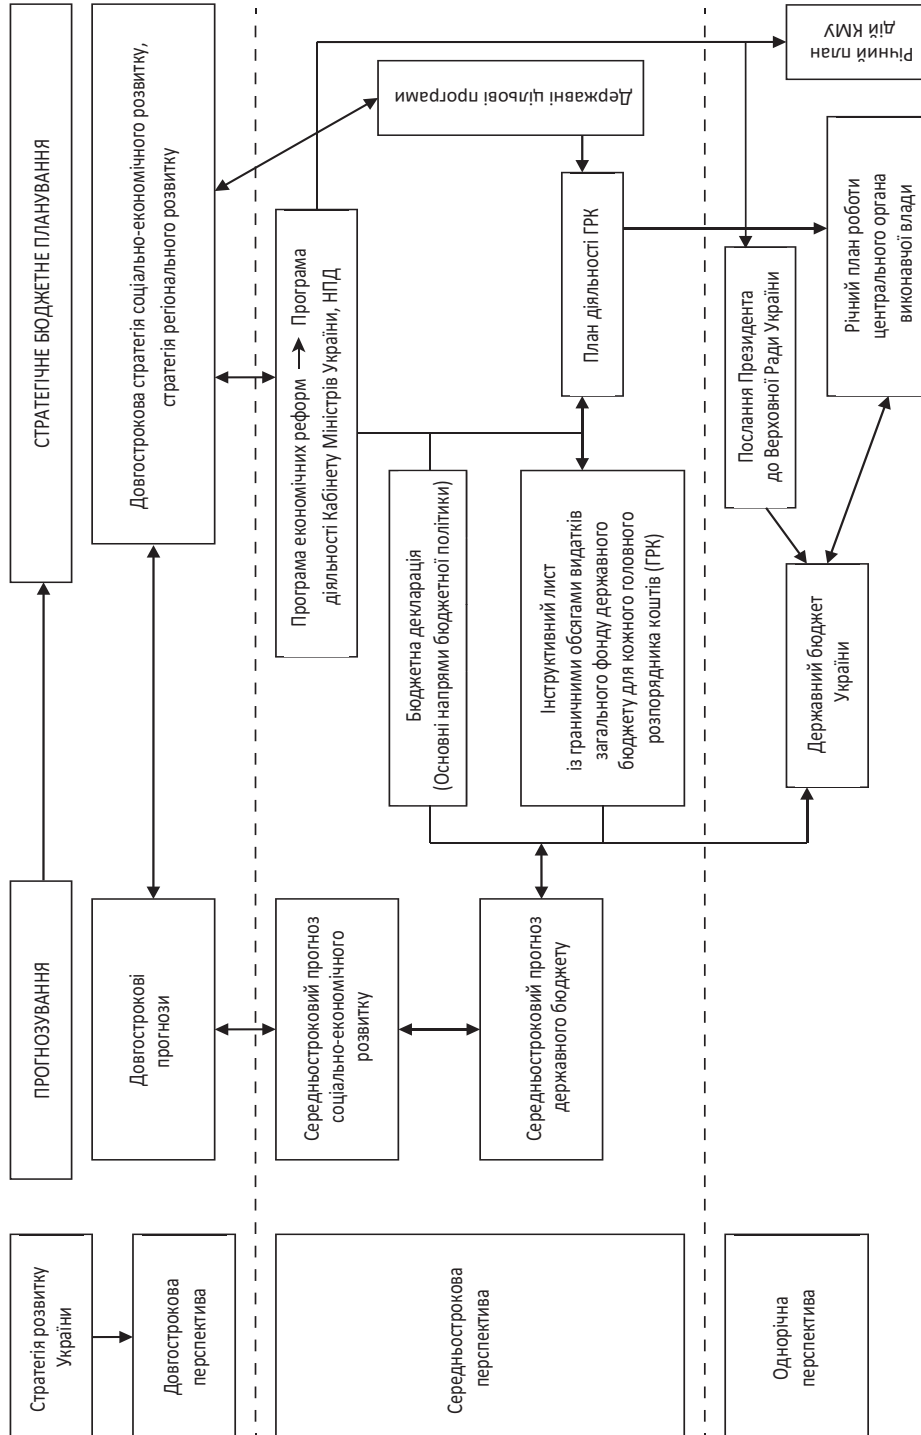 Стратегія розвитку
України
ПРОГНОЗУВАННЯ
СТРАТЕГІЧНЕ БЮДЖЕТНЕ ПЛАНУВАННЯ
Довгострокова
перспектива
Довгострокові
прогнози
Довгострокова стратегія соціально-економічного розвитку,
стратегія регіонального розвитку
Середньострокова
перспектива
Середньостроковий прогноз
соціально-економічного
розвитку
Програма економічних реформ Програма
діяльності Кабінету Міністрів України, НПД
Державні цільові програми
Бюджетна декларація
(Основні напрями бюджетної політики)
Середньостроковий прогноз
державного бюджету
Інструктивний лист
із граничними обсягами видатків
загального фонду державного
бюджету для кожного головного
розпорядника коштів (ГРК)
План діяльності ГРК
Однорічна
перспектива
Державний бюджет
України
Послання Президента
до Верховної Ради України
Річний план роботи
центрального органа
виконавчої влади
Річний план
дій КМУ